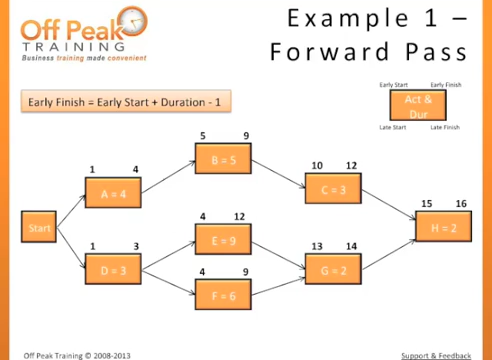 Off Peak
TRAINING
Business training made convenient
Example 1 –
Forward Pass
Early Finish = Early Start + Duration - 1
Early Start Early Finish
Act &
Dur
Late Start Late Finish
5 9
B = 5
1 4
A = 4
10 12
C = 3
15 16
H = 2
Start
4 12
E = 9
1 3
D = 3
13 14
G = 2
4 9
F = 6
Off Peak Training © 2008-2013
Support & Feedback